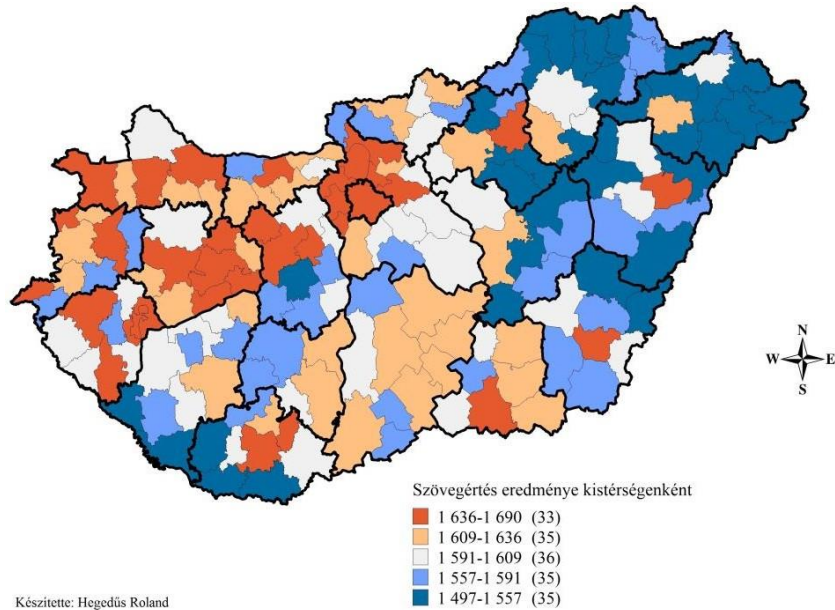 N
W E
S
Szövegértés eredménye kistérségenként
1 636-1 690 (33)
1 609-1 636 (35)
1 591-1 609 (36)
1 557-1 591 (35)
1 497-1 557 (35)
Készitette: Hegedűs Roland